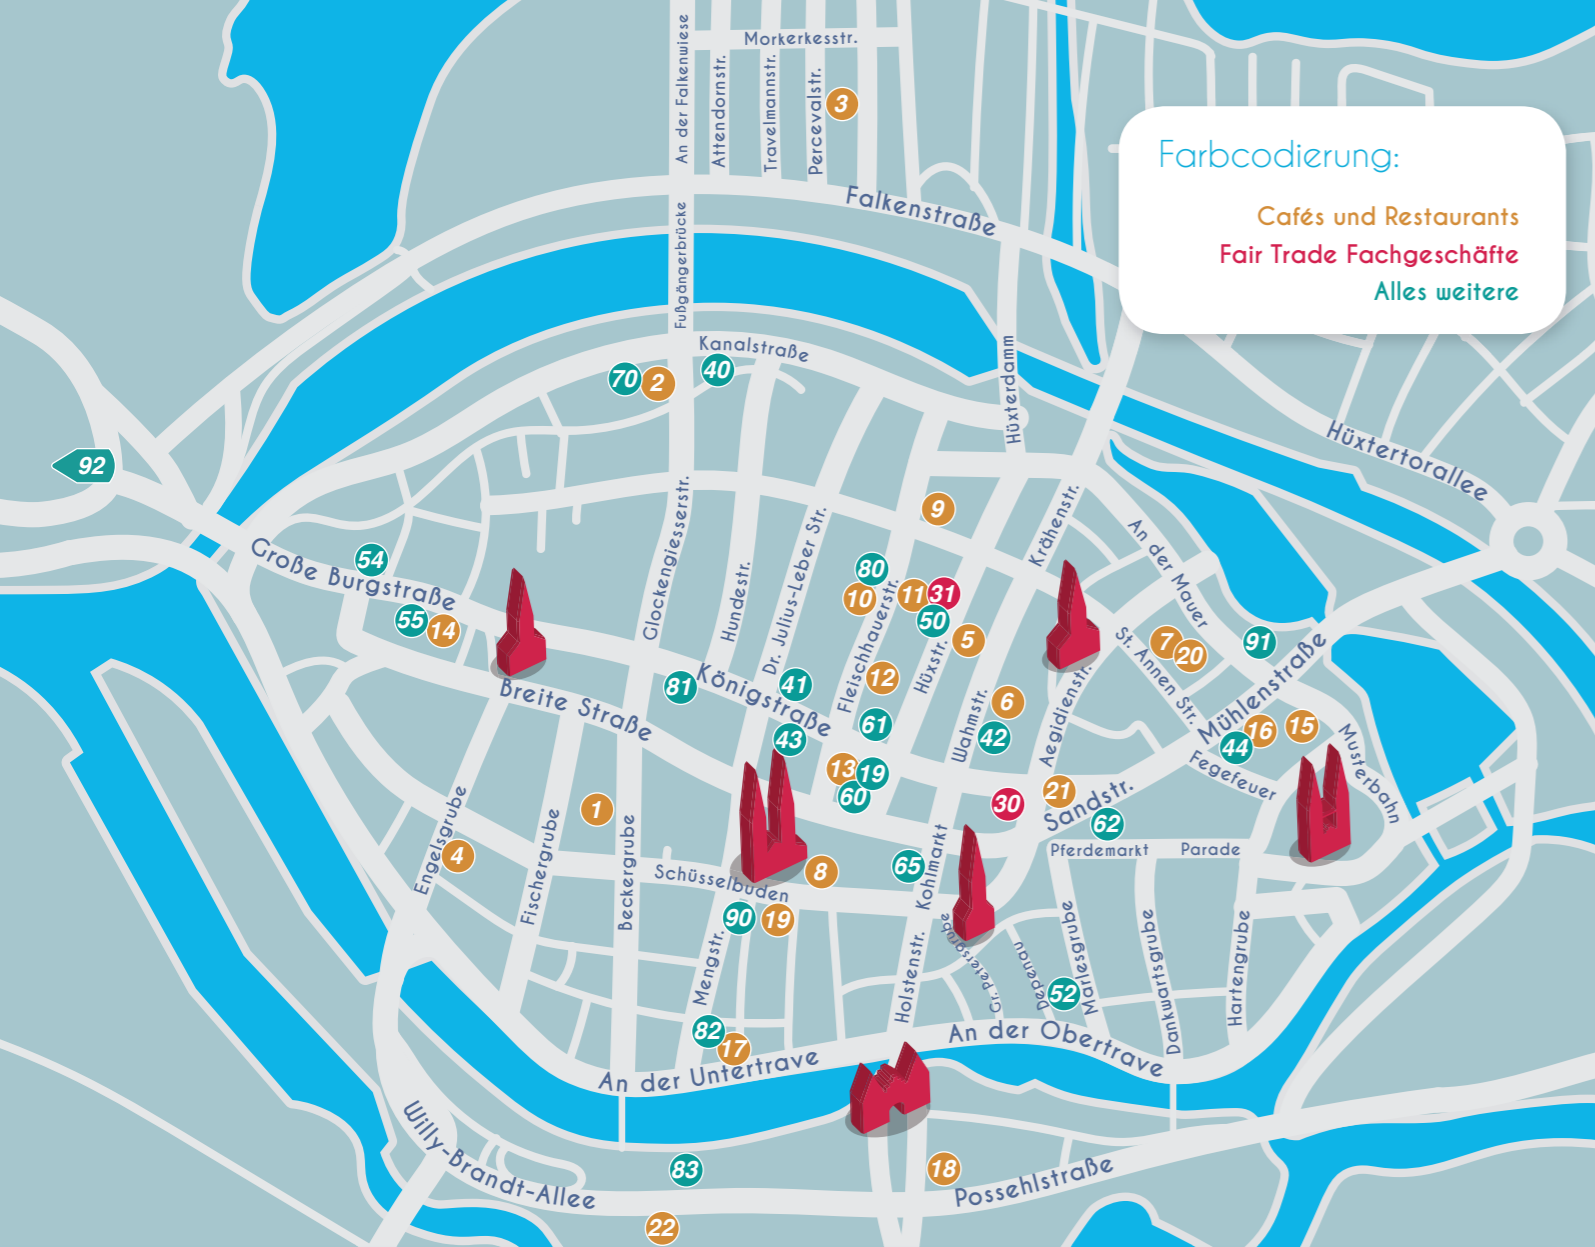 Morkerkesstr.
An der Falkenwiese
Attendornstr.
Travelmannstr.
Percevalstr.
3
Farbcodierung:
Cafés und Restaurants
Fair Trade Fachgeschäfte
Alles weitere
Falkenstraße
Fußgängerbrücke
Kanalstraße
70
2
40
Hüxterdamm
Hüxtertorallee
92
9
Krähenstr.
An der Mauer
Große Burgstraße
54
55
14
Glockengiesserstr.
Hundestr.
Dr. Julius-Leber Str.
80
10
Fleischhauerstr.
11
31
50
5
Hüxstr.
12
St. Annen Str.
7
20
91
Mühlenstraße
81
Königstraße
41
43
61
Breite Straße
Wahmstr.
6
42
Aegidienstr.
44
16
15
Fegefeuer
Musterbahn
13
19
60
30
21
Sandstr.
62
Pferdemarkt
Parade
1
4
Engelsgrube
Fischergrube
Beckergrube
Schüsselbuden
8
65
Kohlmarkt
90
19
Mengstr.
Holstenstr.
Gr. Petersgrube
Depenau
52
Marlesgrube
Dankwartsgrube
Hartengrube
82
17
An der Untertrave
An der Obertrave
Willy-Brandt-Allee
83
18
Possehlstraße
22